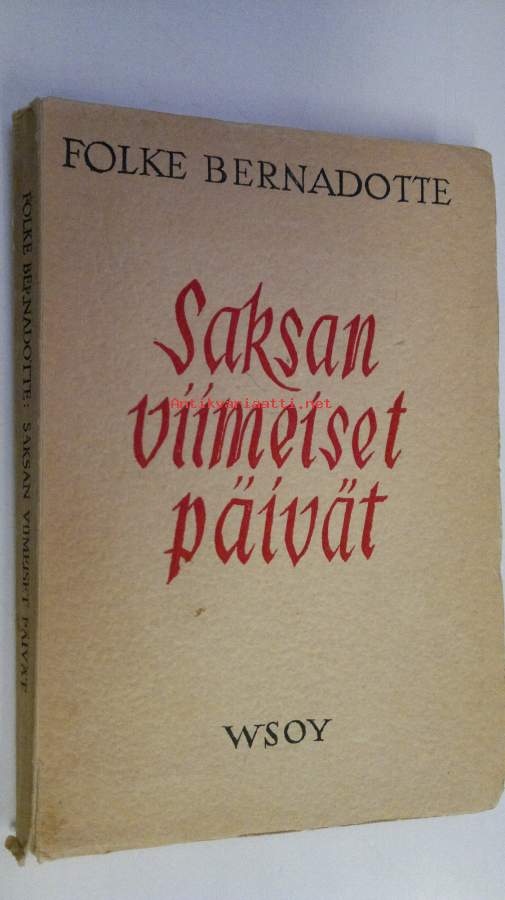 FOLKE BERNADOTTE
Saksan
Antikvariaatti.net
viimeiset
päivät
WSOY
FOLKE BERNADOTTE: SAKSAN VIIMEISET PÄIVÄT